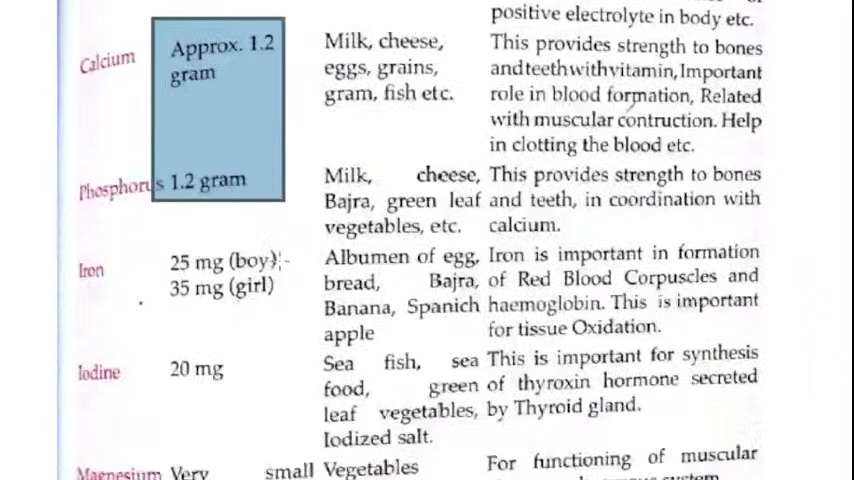 positive electrolyte in body etc.
Calcium Approx. 1.2 gram Milk, cheese, eggs, grains, gram, fish etc. This provides strength to bones and teeth with vitamin, Important role in blood formation, Related with muscular contruction. Help in clotting the blood etc.
Phosphorus 1.2 gram Milk, cheese, Bajra, green leaf vegetables, etc. This provides strength to bones and teeth, in coordination with calcium.
Iron 25 mg (boy) 35 mg (girl) Albumen of egg, bread, Bajra, Banana, Spanich apple Iron is important in formation of Red Blood Corpuscles and haemoglobin. This is important for tissue Oxidation.
Iodine 20 mg Sea fish, sea food, green leaf vegetables, Iodized salt. This is important for synthesis of thyroxin hormone secreted by Thyroid gland.
Magnesium Very small Vegetables For functioning of muscular